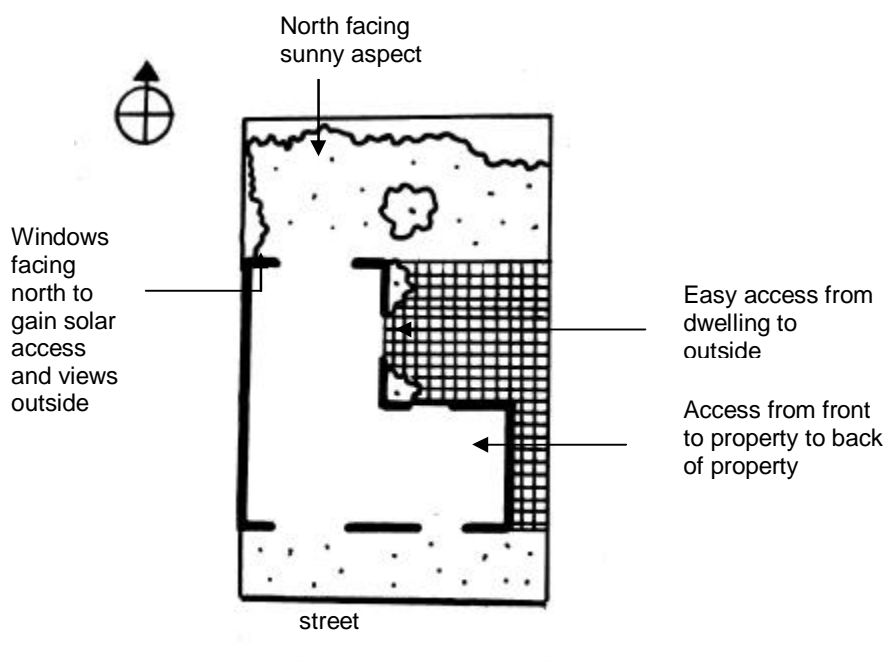 North facing
sunny aspect
Windows
facing
north to
gain solar
access
and views
outside
Easy access from
dwelling to
outside
Access from front
to property to back
of property
street